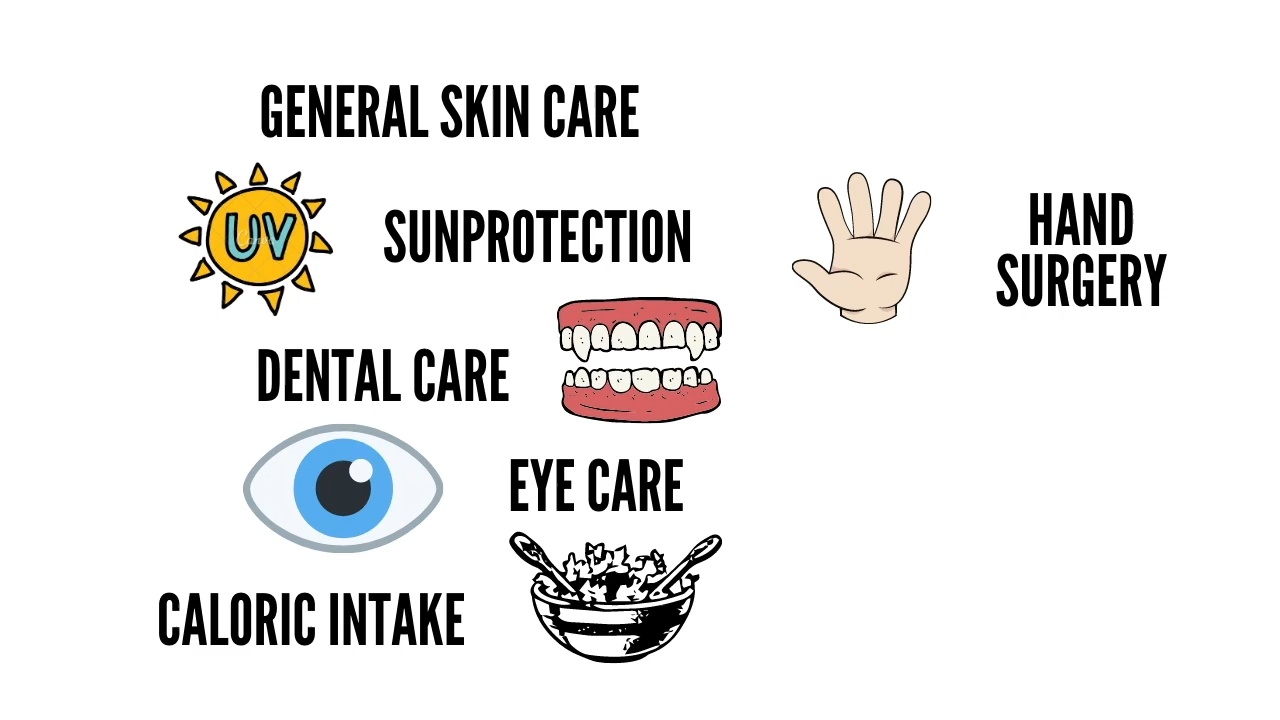 GENERAL SKIN CARE
UV
SUNPROTECTION
HAND
SURGERY
DENTAL CARE
EYE CARE
CALORIC INTAKE